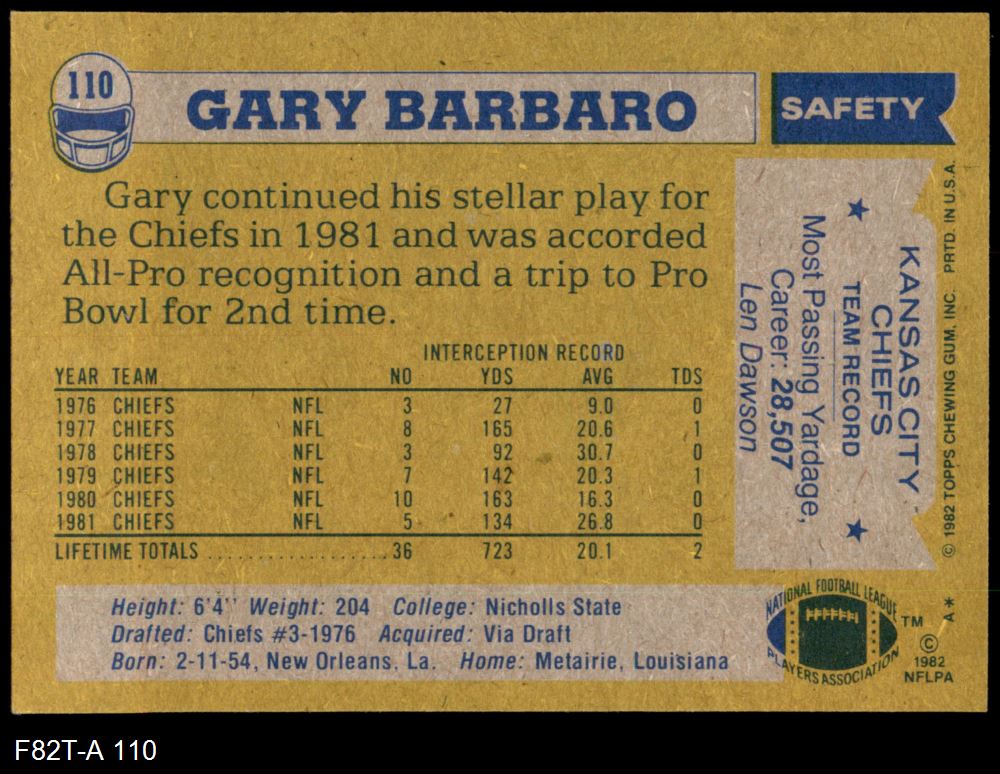 110
GARY BARBARO
SAFETY
Gary continued his stellar play for
the Chiefs in 1981 and was accorded
All-Pro recognition and a trip to Pro
Bowl for 2nd time.
INTERCEPTION RECORD
YEAR TEAM NO YDS AVG TDS
1976 CHIEFS NFL 3 27 9.0 0
1977 CHIEFS NFL 8 165 20.6 1
1978 CHIEFS NFL 3 92 30.7 0
1979 CHIEFS NFL 7 142 20.3 1
1980 CHIEFS NFL 10 163 16.3 0
1981 CHIEFS NFL 5 134 26.8 0
LIFETIME TOTALS .................... 36 723 20.1 2
KANSAS CITY
CHIEFS
TEAM RECORD
Most Passing Yardage,
Career: 28,507
Len Dawson
© 1982 TOPPS CHEWING GUM, INC. PRTD. IN U.S.A.
Height: 6'4" Weight: 204 College: Nicholls State
Drafted: Chiefs #3-1976 Acquired: Via Draft
Born: 2-11-54, New Orleans, La. Home: Metairie, Louisiana
NATIONAL FOOTBALL LEAGUE
PLAYERS ASSOCIATION
TM
©
1982
NFLPA
A*
F82T-A 110